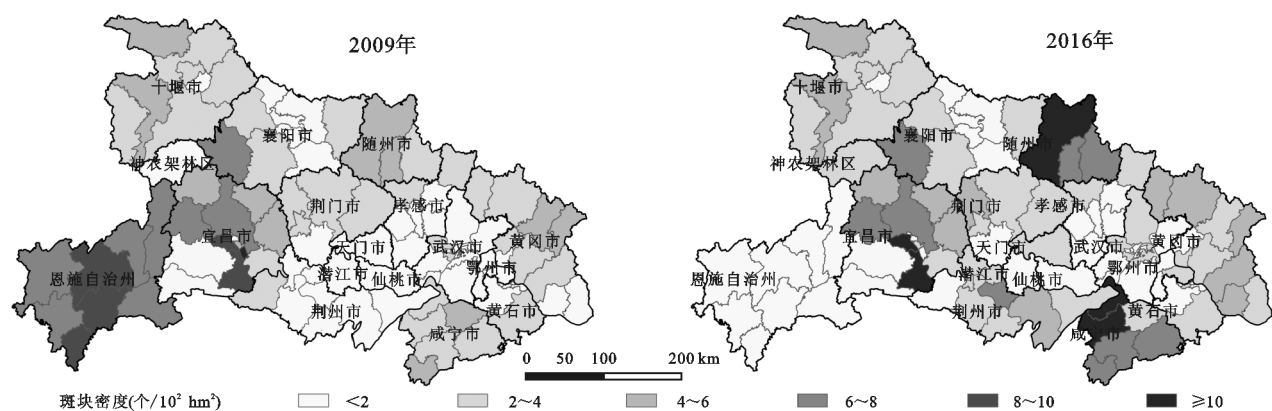 2009年
十堰市
襄阳市
随州市
神农架林区
荆门市
孝感市
宜昌市
天门市
武汉市
黄冈市
恩施自治州
潜江市
仙桃市
鄂州市
荆州市
黄石市
咸宁市
2016年
十堰市
襄阳市
随州市
神农架林区
荆门市
孝感市
宜昌市
天门市
武汉市
黄冈市
恩施自治州
潜江市
仙桃市
鄂州市
荆州市
黄石市
咸宁市
0 50 100 200 km
斑块密度(个/10² hm²) <2 2~4 4~6 6~8 8~10 ≥10